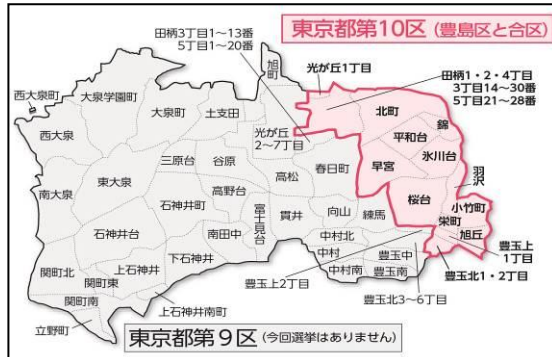 東京都第10区(豊島区と合区)
田柄3丁目1~13番
5丁目1~20番
旭町
光が丘1丁目
田柄1・2・4丁目
3丁目14~30番
5丁目21~28番
西大泉町
大泉学園町
大泉町
土支田
北町
錦
西大泉
光が丘
2~7丁目
平和台
氷川台
三原台
谷原
春日町
早宮
羽沢
南大泉
東大泉
高松
高野台
石神井町
富士見台
貫井
向山
練馬
桜台
小竹町
栄町
旭丘
石神井台
南田中
中村北
豊玉上
1丁目
関町北
上石神井
下石神井
中村
豊玉中
関町東
中村南
豊玉南
豊玉北1・2丁目
関町南
豊玉上2丁目
立野町
上石神井南町
豊玉北3~6丁目
東京都第9区(今回選挙はありません)